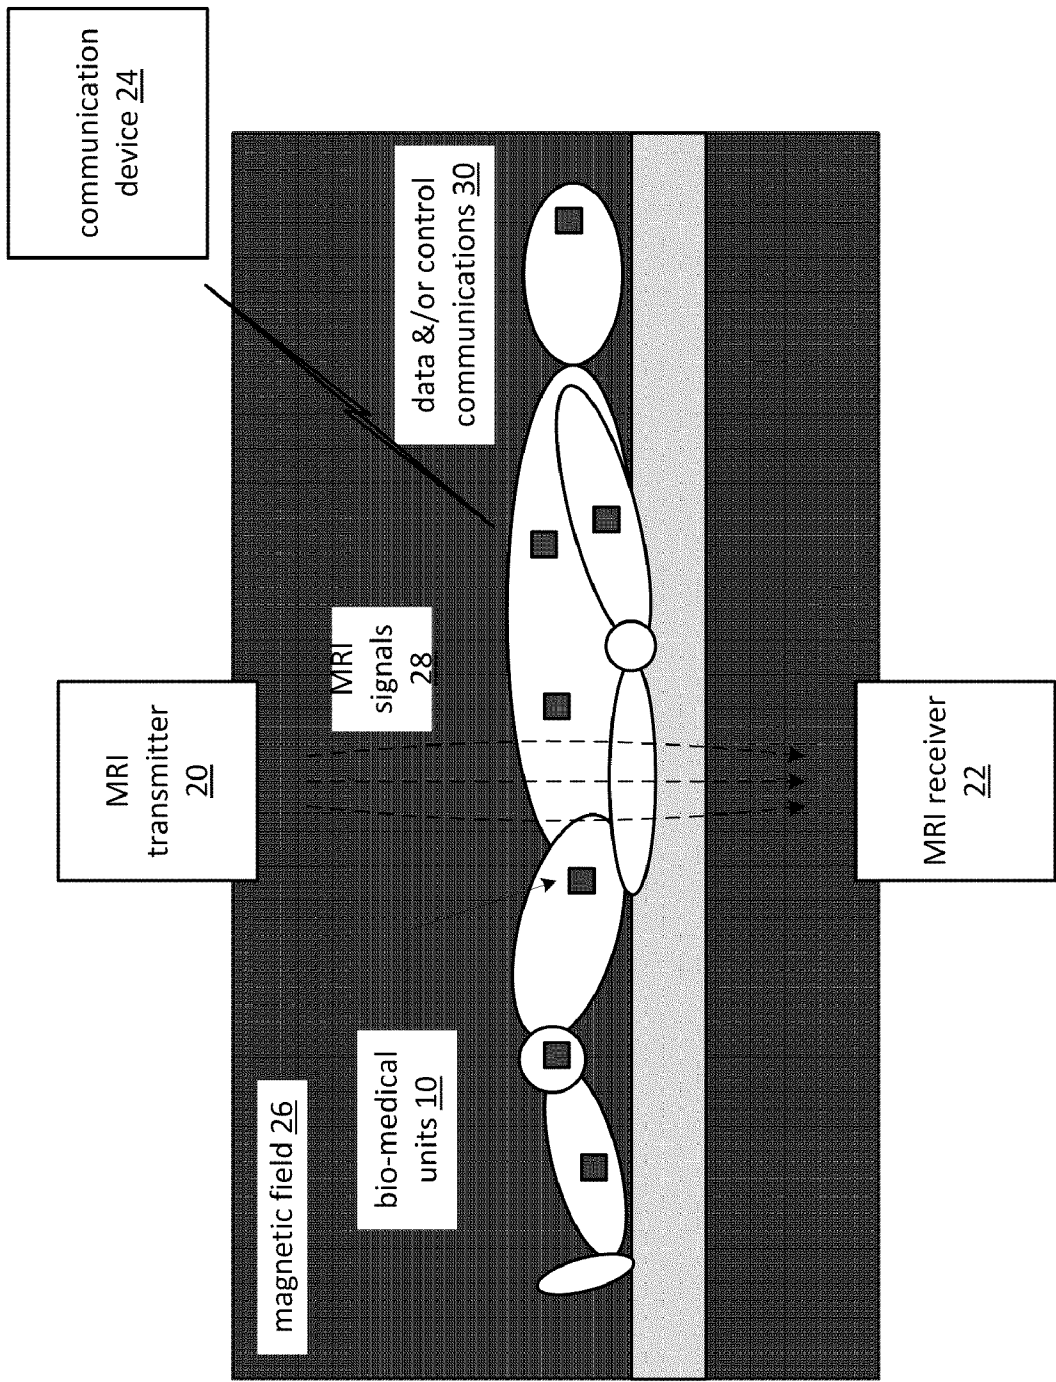 communication
device 24
data &/or control
communications 30
MRI
transmitter
20
MRI
signals
28
MRI receiver
22
bio-medical
units 10
magnetic field 26